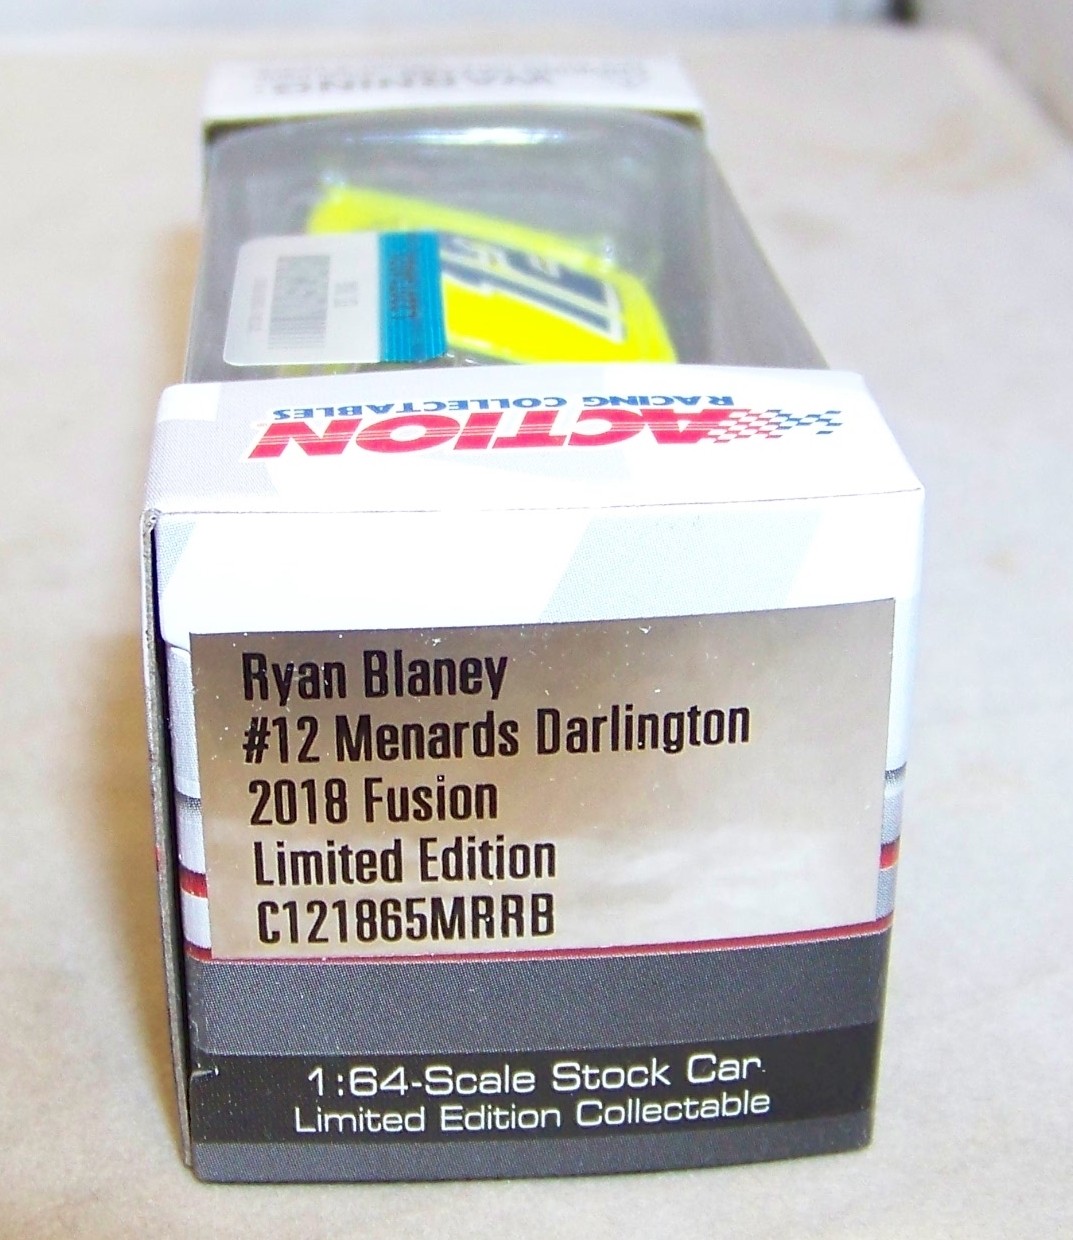 WARNING:
ACTION
RACING COLLECTABLES
Ryan Blaney
#12 Menards Darlington
2018 Fusion
Limited Edition
C121865MRRB
1:64-Scale Stock Car
Limited Edition Collectable